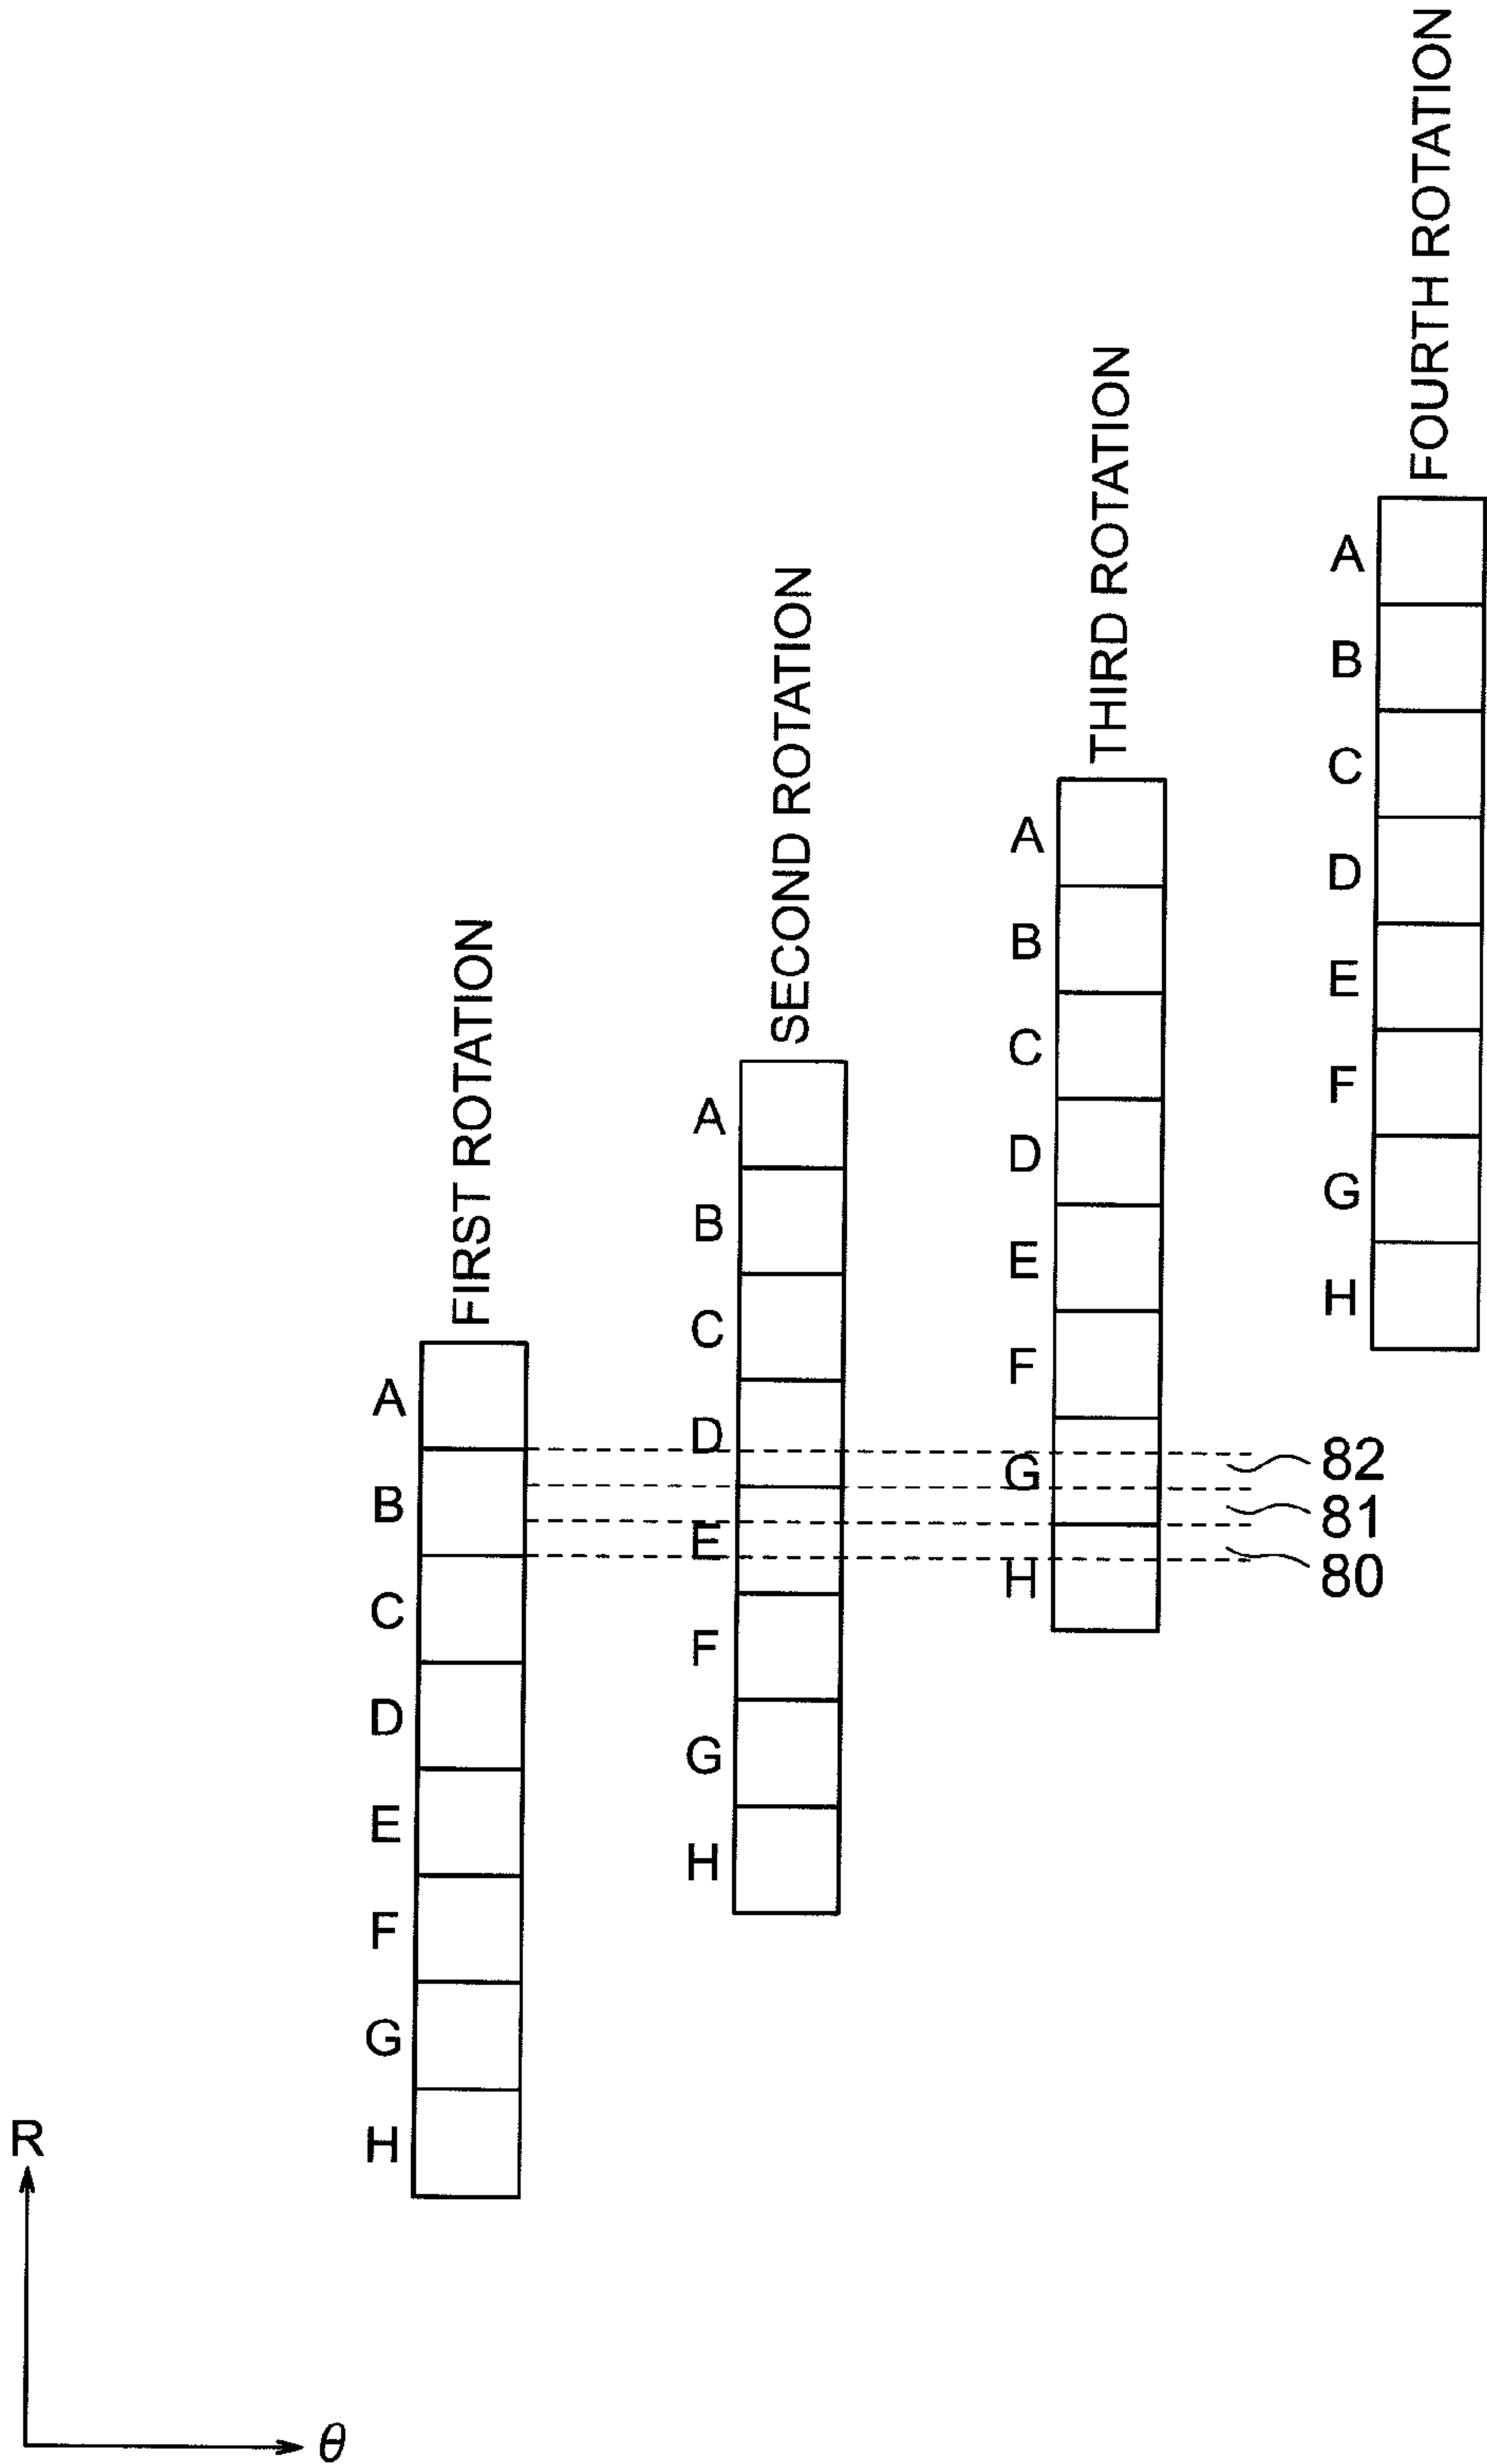 FIRST ROTATION
A
B
C
D
E
F
G
H
SECOND ROTATION
A
B
C
D
E
F
G
H
THIRD ROTATION
A
B
C
D
E
F
G
H
FOURTH ROTATION
A
B
C
D
E
F
G
H
82
81
80
R
θ